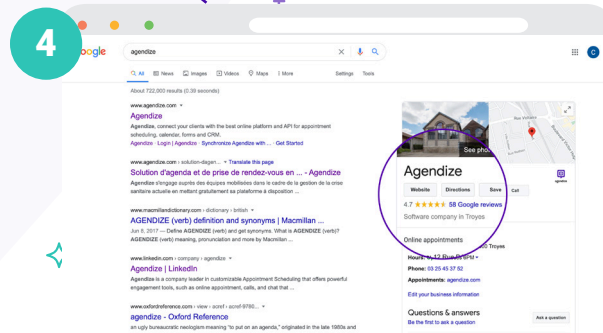 4
Google
agendize
All News Images Videos Maps More Settings Tools
About 722,000 results (0.39 seconds)
www.agendize.com
Agendize
Agendize, connect your clients with the best online platform and API for appointment
scheduling, calendar, forms and CRM.
Agendize - Login | Agendize · Synchronize Agendize with ... · Get Started
www.agendize.com › solution-dagen... Translate this page
Solution d'agenda et de prise de rendez-vous en ... - Agendize
Agendize s'engage auprès des équipes mobilisées dans le cadre de la gestion de la crise
sanitaire actuelle en mettant gratuitement sa plateforme à disposition ...
www.macmillandictionary.com › dictionary › british
AGENDIZE (verb) definition and synonyms | Macmillan ...
Jun 8, 2017 — Define AGENDIZE (verb) and get synonyms. What is AGENDIZE (verb)?
AGENDIZE (verb) meaning, pronunciation and more by Macmillan ...
www.linkedin.com › company › agendize
Agendize | LinkedIn
Agendize is a company leader in customizable Appointment Scheduling that offers powerful
engagement tools, such as online appointment, calls, and chat that ...
www.oxfordreference.com › view › acref-9780...
agendize - Oxford Reference
an ugly bureaucratic neologism meaning "to put on an agenda," originated in the late 1980s and
C
See pho
Agendize
Website Directions Save Call
4.7 58 Google reviews
Software company in Troyes
Online appointments
Troyes
Hours:
Phone: 03 25 45 37 52
Appointments: agendize.com
Edit your business information
Questions & answers
Be the first to ask a question
Ask a question